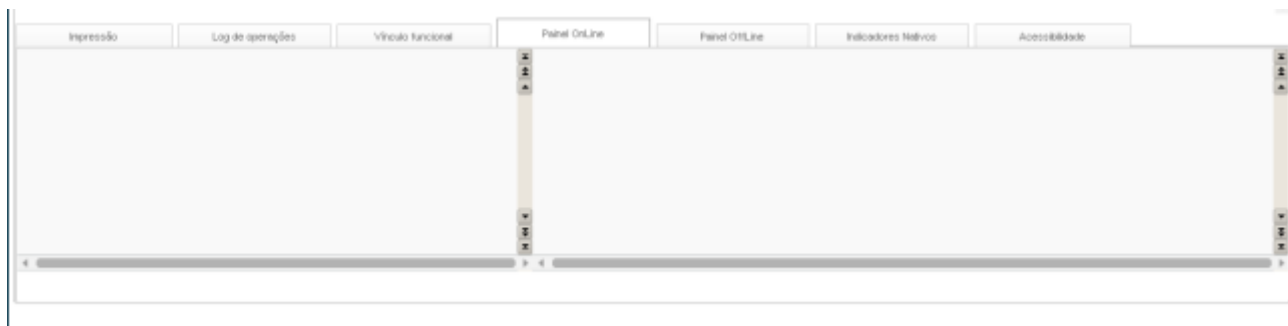 Impressão Log de operações Vínculo funcional Painel OnLine Painel OffLine Indicadores Nativos Acessibilidade